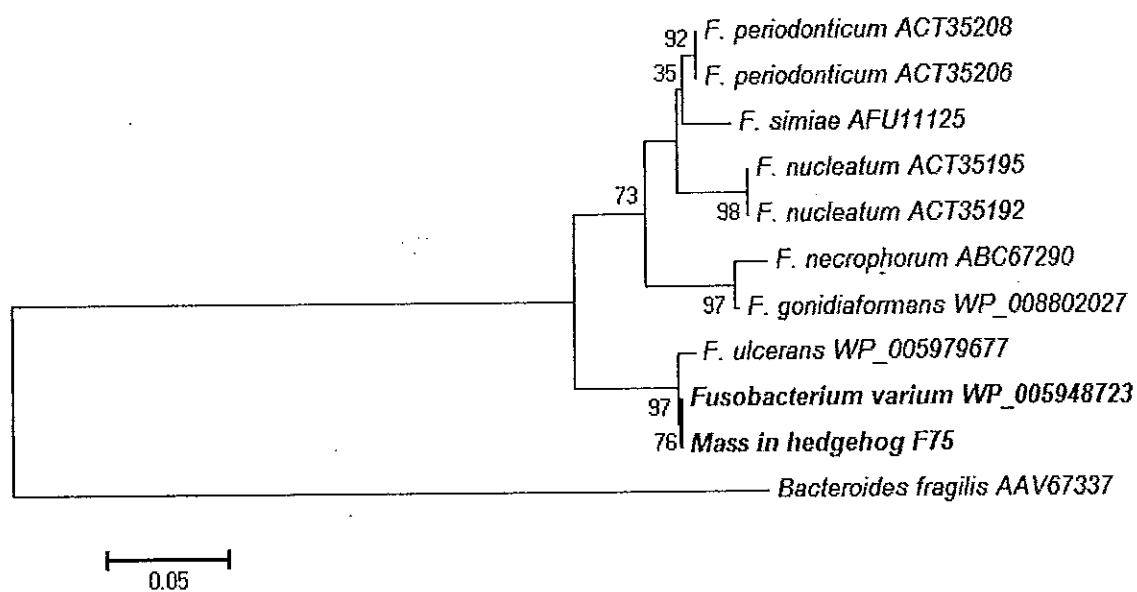 92
F. periodonticum ACT35208
35
F. periodonticum ACT35206
F. simiae AFU11125
F. nucleatum ACT35195
73
98
F. nucleatum ACT35192
F. necrophorum ABC67290
97
F. gonidiaformans WP_008802027
F. ulcerans WP_005979677
97
Fusobacterium varium WP_005948723
76
Mass in hedgehog F75
Bacteroides fragilis AAV67337
0.05